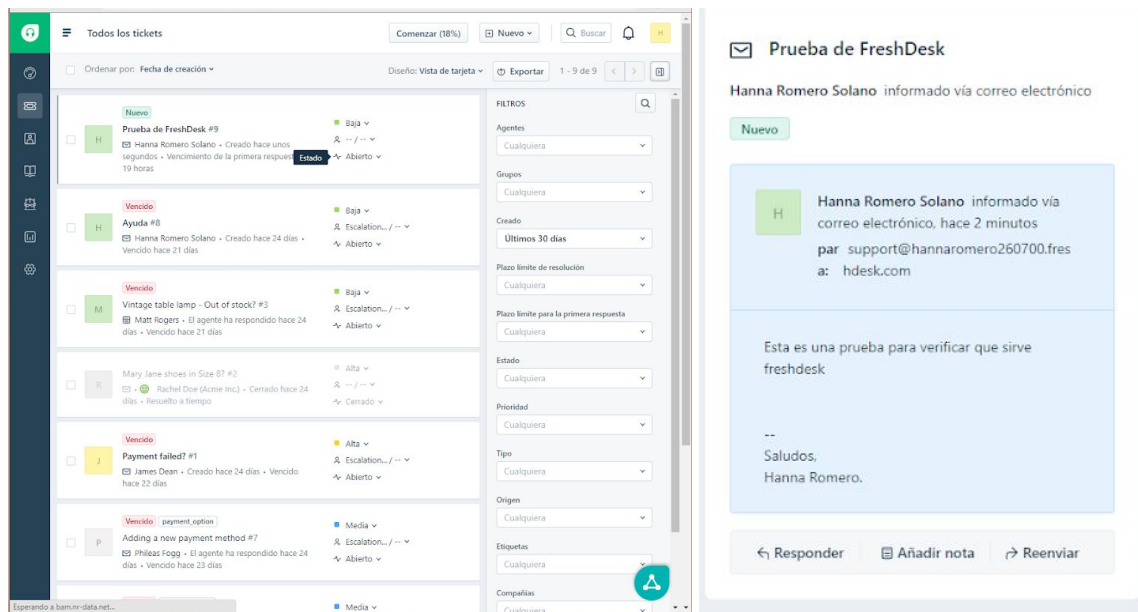 Todos los tickets
Comenzar (18%)
Nuevo
Buscar
H
Ordenar por: Fecha de creación
Diseño: Vista de tarjeta
Exportar
1 - 9 de 9
Nuevo
H
Prueba de FreshDesk #9
Hanna Romero Solano • Creado hace unos
segundos • Vencimiento de la primera respues
19 horas
Baja
-- / --
Estado
Abierto
Vencido
H
Ayuda #8
Hanna Romero Solano • Creado hace 24 días •
Vencido hace 21 días
Baja
Escalation... / --
Abierto
Vencido
M
Vintage table lamp - Out of stock? #3
Matt Rogers • El agente ha respondido hace 24
días • Vencido hace 21 días
Baja
Escalation... / --
Abierto
R
Mary Jane shoes in Size 8? #2
• Rachel Doe (Acme Inc.) • Cerrado hace 24
días • Resuelto a tiempo
Alta
-- / --
Cerrado
Vencido
J
Payment failed? #1
James Dean • Creado hace 24 días • Vencido
hace 22 días
Alta
Escalation... / --
Abierto
Vencido payment_option
P
Adding a new payment method #7
Phileas Fogg • El agente ha respondido hace 24
días • Vencido hace 23 días
Media
Escalation... / --
Abierto
Vencido
Media
Esperando a bam.nr-data.net...
FILTROS
Agentes
Cualquiera
Grupos
Cualquiera
Creado
Últimos 30 días
Plazo límite de resolución
Cualquiera
Plazo límite para la primera respuesta
Cualquiera
Estado
Cualquiera
Prioridad
Cualquiera
Tipo
Cualquiera
Origen
Cualquiera
Etiquetas
Cualquiera
Compañías
Cualquiera
Prueba de FreshDesk
Hanna Romero Solano informado vía correo electrónico
Nuevo
H
Hanna Romero Solano informado vía
correo electrónico, hace 2 minutos
par support@hannaromero260700.fres
a: hdesk.com
Esta es una prueba para verificar que sirve
freshdesk
--
Saludos,
Hanna Romero.
Responder
Añadir nota
Reenviar